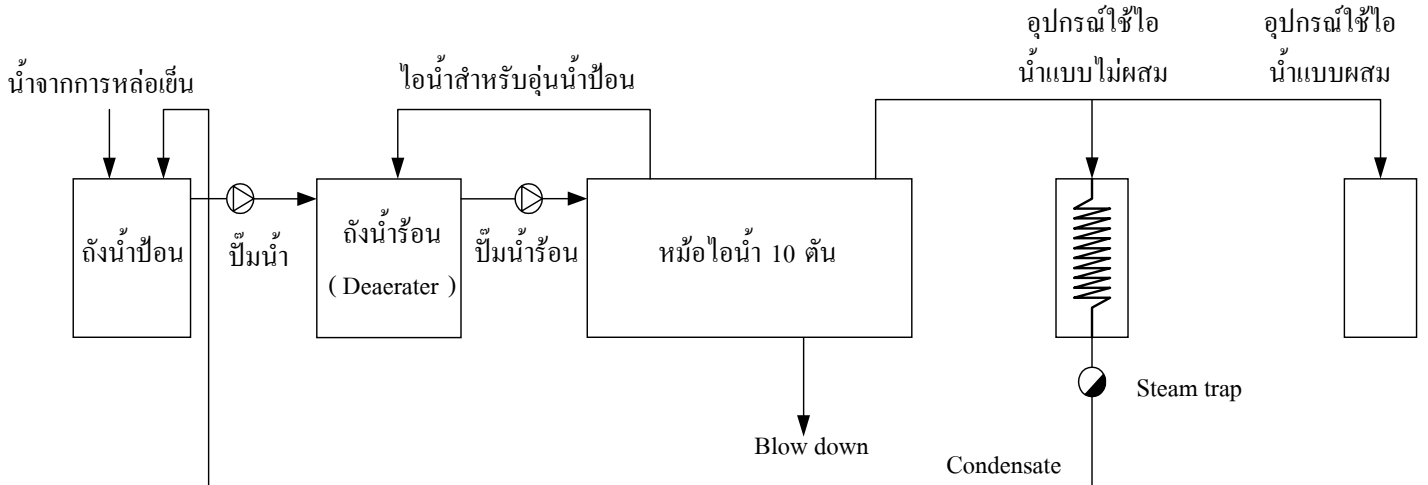 อุปกรณ์ใช้ไอ
น้ำแบบไม่ผสม
อุปกรณ์ใช้ไอ
น้ำแบบผสม
น้ำจากการหล่อเย็น
ไอน้ำสำหรับอุ่นน้ำป้อน
ถังน้ำป้อน
ปั๊มน้ำ
ถังน้ำร้อน
( Deaerater )
ปั๊มน้ำร้อน
หม้อไอน้ำ 10 ตัน
Steam trap
Blow down
Condensate